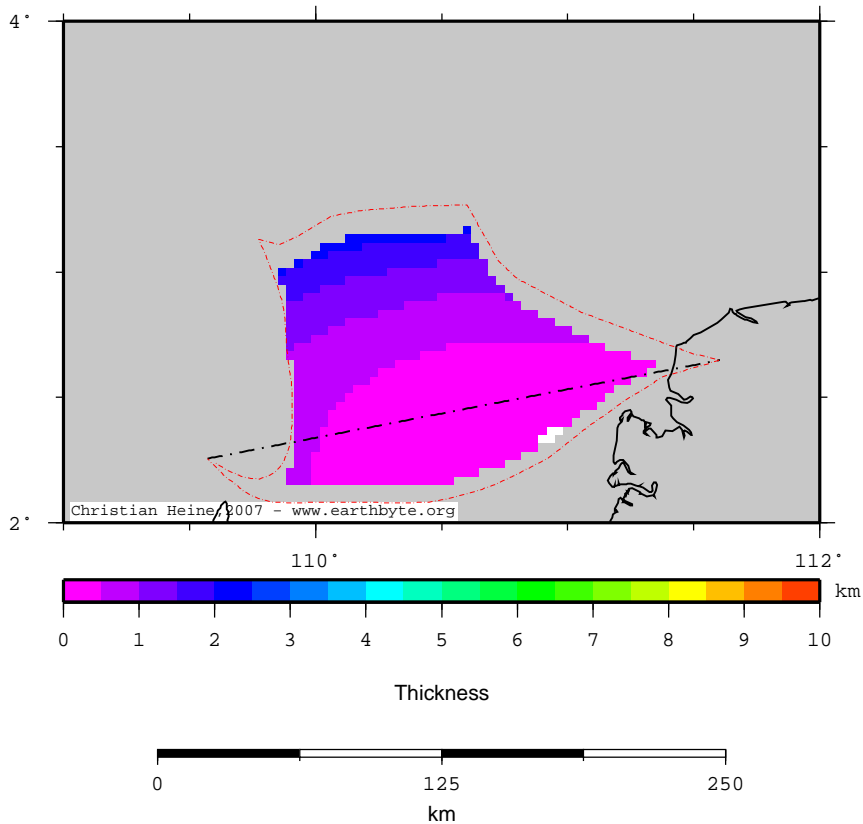 4°
2°
Christian Heine,2007 - www.earthbyte.org
110° 112°
km
0 1 2 3 4 5 6 7 8 9 10
Thickness
0 125 250
km